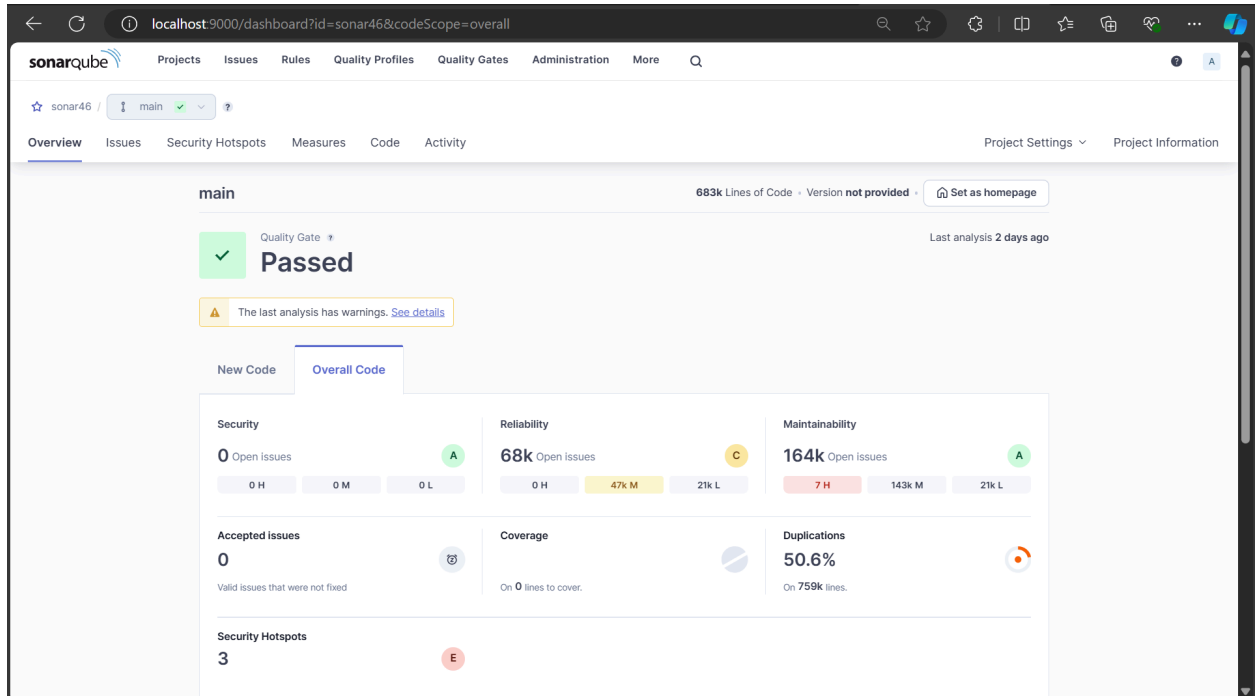 localhost:9000/dashboard?id=sonar46&codeScope=overall
sonarqube Projects Issues Rules Quality Profiles Quality Gates Administration More ? A
sonar46 / main ?
Overview Issues Security Hotspots Measures Code Activity Project Settings Project Information
main 683k Lines of Code • Version not provided • Set as homepage
Quality Gate ? Last analysis 2 days ago
Passed
The last analysis has warnings. See details
New Code Overall Code
Security Reliability Maintainability
0 Open issues A 68k Open issues C 164k Open issues A
0 H 0 M 0 L 0 H 47k M 21k L 7 H 143k M 21k L
Accepted issues Coverage Duplications
0 50.6%
Valid issues that were not fixed On 0 lines to cover. On 759k lines.
Security Hotspots
3 E